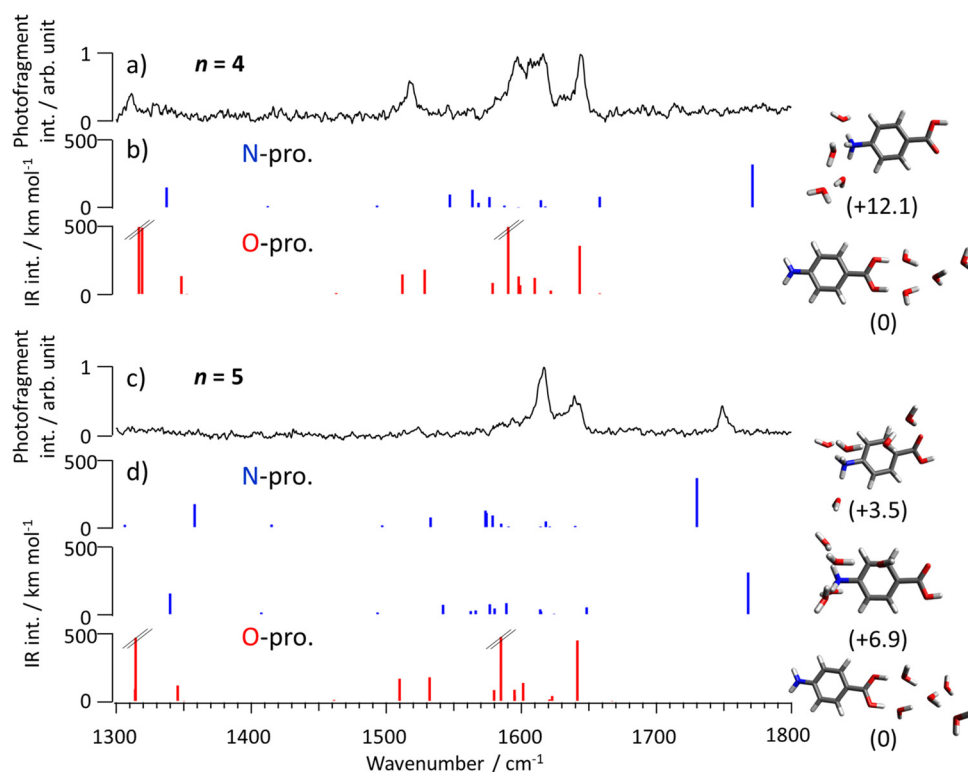 Photofragment
int. / arb. unit
1
0
a)
n = 4
500
0
b)
N-pro.
(+12.1)
500
0
O-pro.
(0)
IR int. / km mol-1
Photofragment
int. / arb. unit
1
0
c)
n = 5
500
0
d)
N-pro.
(+3.5)
500
0
(+6.9)
500
0
O-pro.
(0)
IR int. / km mol-1
1300 1400 1500 1600 1700 1800
Wavenumber / cm-1